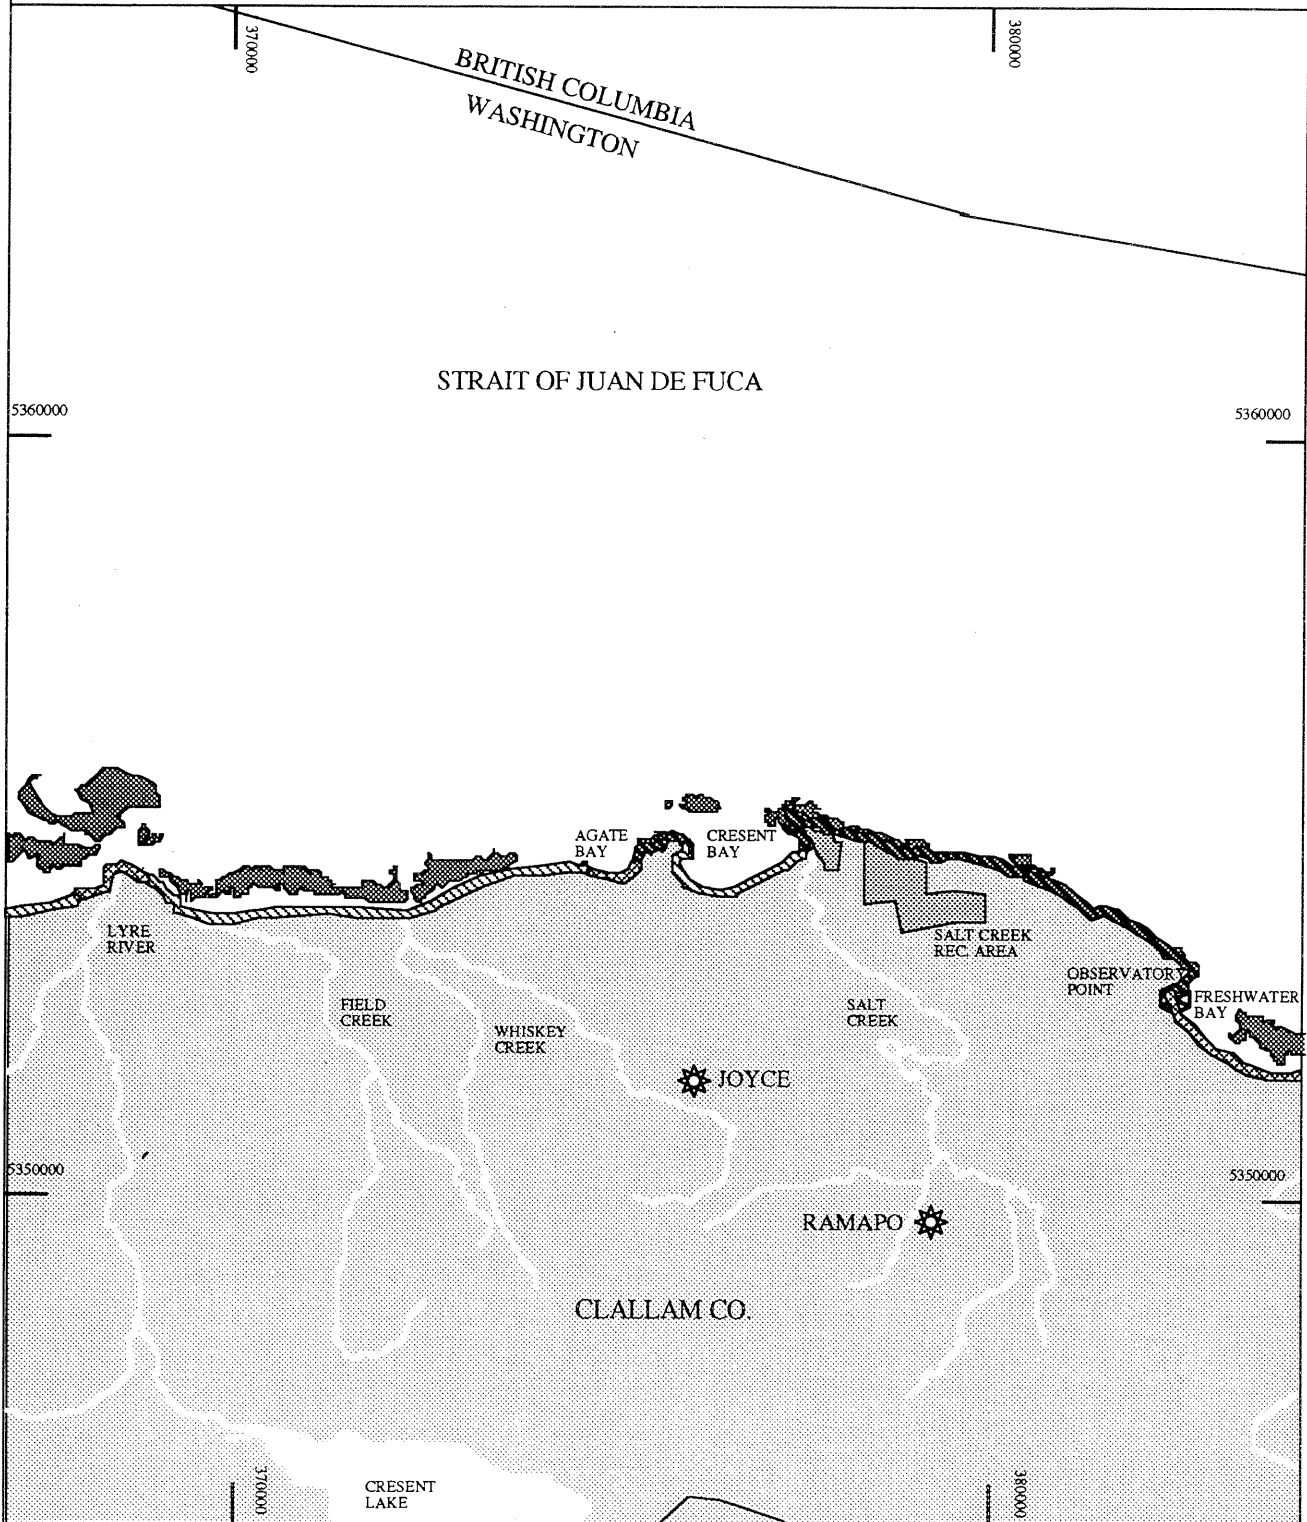 370000
380000
BRITISH COLUMBIA
WASHINGTON
STRAIT OF JUAN DE FUCA
5360000
5360000
AGATE
BAY
CRESENT
BAY
LYRE
RIVER
SALT CREEK
REC. AREA
OBSERVATORY
POINT
FRESHWATER
BAY
FIELD
CREEK
WHISKEY
CREEK
SALT
CREEK
JOYCE
5350000
5350000
RAMAPO
CLALLAM CO.
370000
380000
CRESENT
LAKE